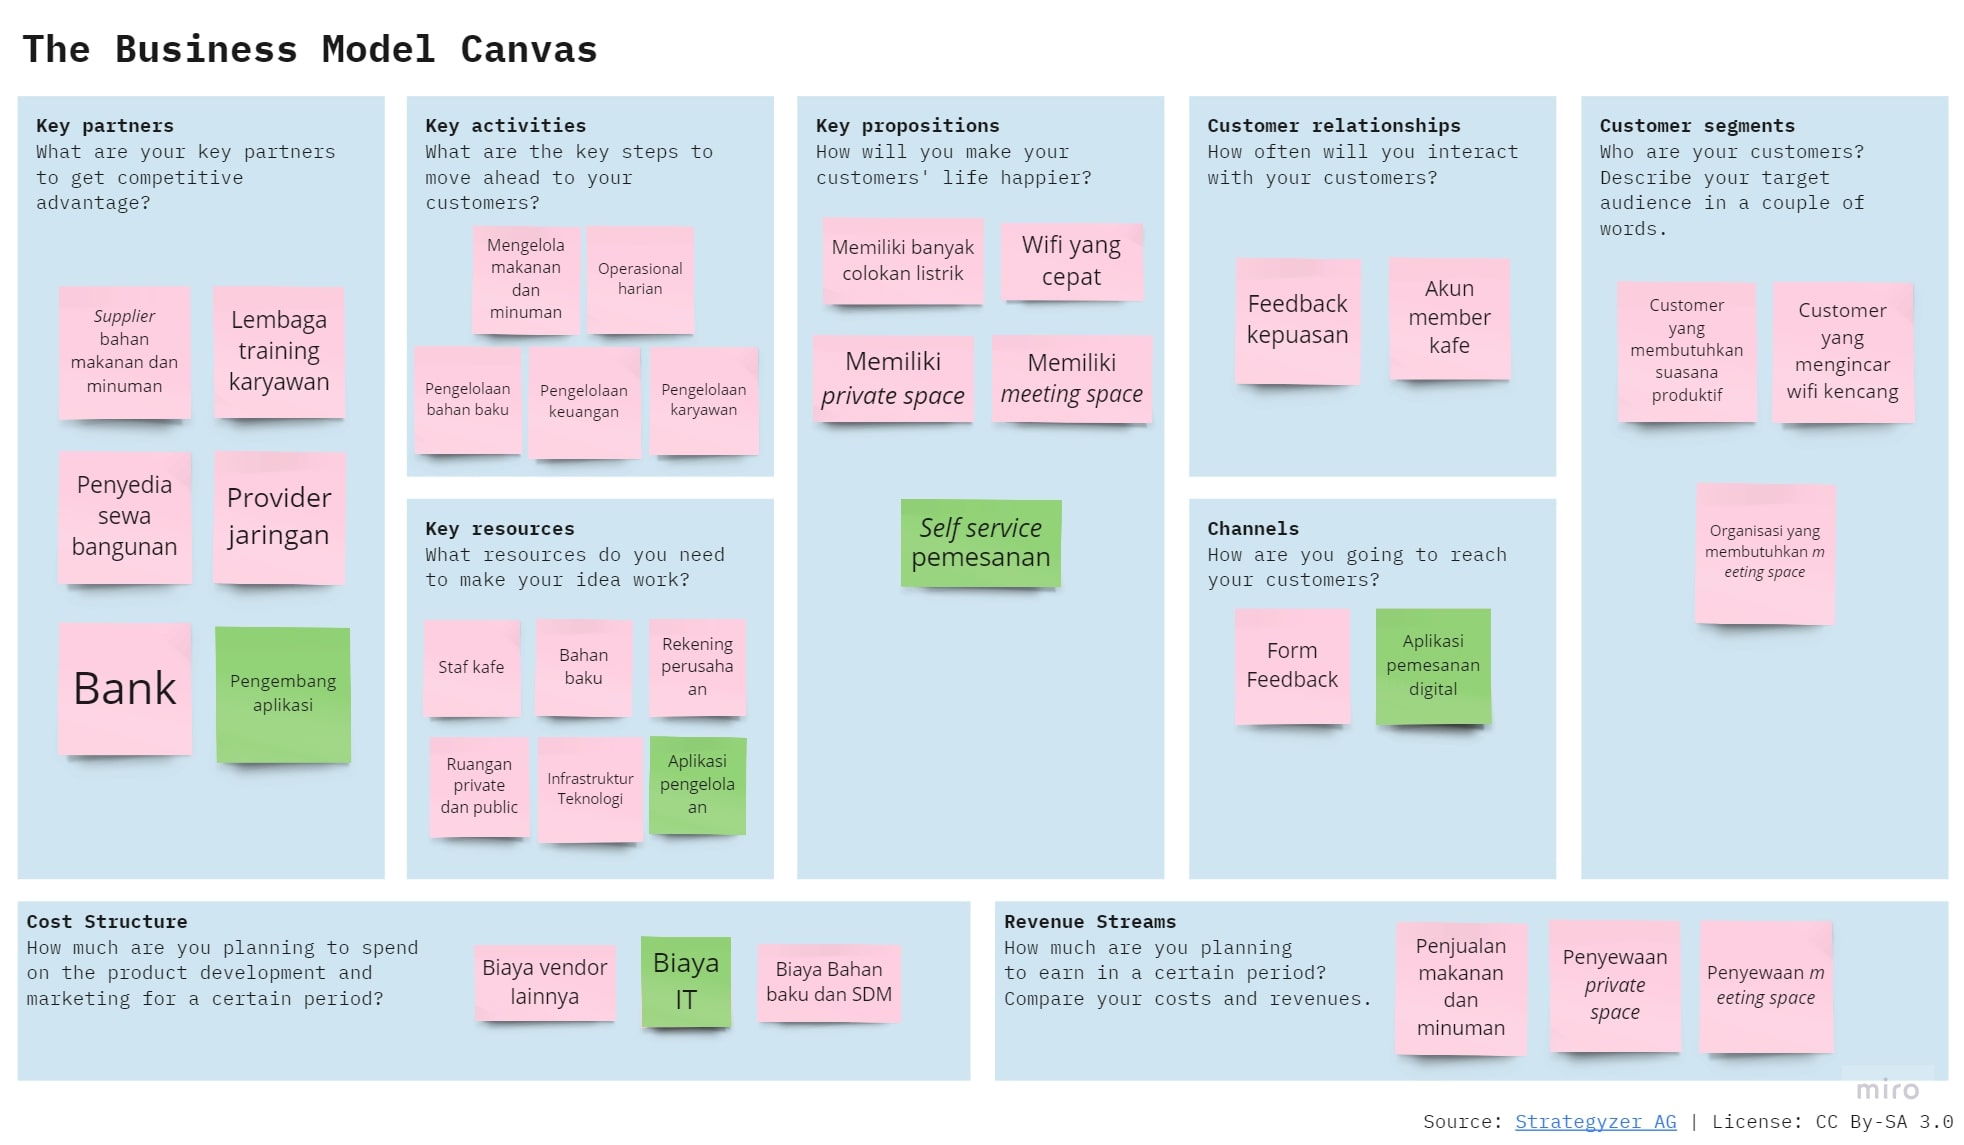 The Business Model Canvas
Key partners
What are your key partners
to get competitive
advantage?
Supplier
bahan
makanan dan
minuman
Lembaga
training
karyawan
Penyedia
sewa
bangunan
Provider
jaringan
Bank
Pengembang
aplikasi
Key activities
What are the key steps to
move ahead to your
customers?
Mengelola
makanan
dan
minuman
Operasional
harian
Pengelolaan
bahan baku
Pengelolaan
keuangan
Pengelolaan
karyawan
Key resources
What resources do you need
to make your idea work?
Staf kafe
Bahan
baku
Rekening
perusaha
an
Ruangan
private
dan public
Infrastruktur
Teknologi
Aplikasi
pengelola
an
Key propositions
How will you make your
customers' life happier?
Memiliki banyak
colokan listrik
Wifi yang
cepat
Memiliki
private space
Memiliki
meeting space
Self service
pemesanan
Customer relationships
How often will you interact
with your customers?
Feedback
kepuasan
Akun
member
kafe
Channels
How are you going to reach
your customers?
Form
Feedback
Aplikasi
pemesanan
digital
Customer segments
Who are your customers?
Describe your target
audience in a couple of
words.
Customer
yang
membutuhkan
suasana
produktif
Customer
yang
mengincar
wifi kencang
Organisasi yang
membutuhkan m
eeting space
Cost Structure
How much are you planning to spend
on the product development and
marketing for a certain period?
Biaya vendor
lainnya
Biaya
IT
Biaya Bahan
baku dan SDM
Revenue Streams
How much are you planning
to earn in a certain period?
Compare your costs and revenues.
Penjualan
makanan
dan
minuman
Penyewaan
private
space
Penyewaan m
eeting space
miro
Source: Strategyzer AG | License: CC By-SA 3.0